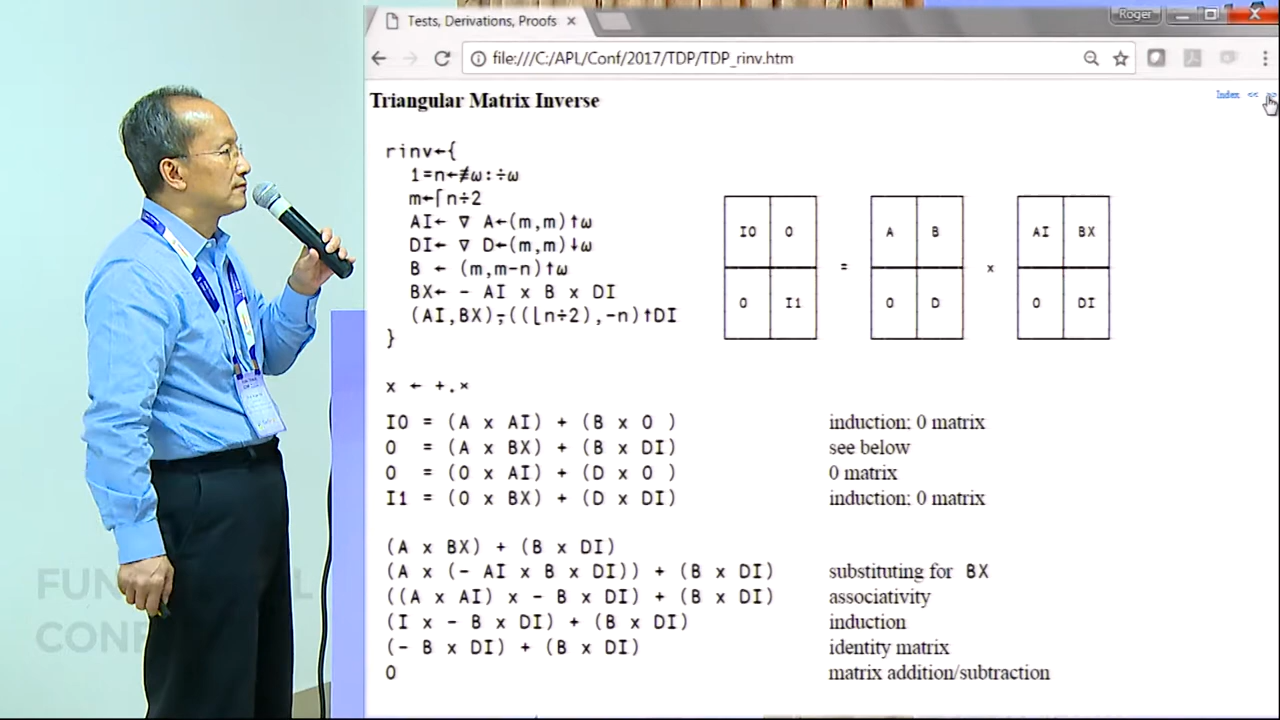 Tests, Derivations, Proofs
Roger
file:///C:/APL/Conf/2017/TDP/TDP_rinv.htm
Triangular Matrix Inverse
Index << >>
rinv←{
1=n←≢⍵:÷⍵
m←⌈n÷2
AI← ∇ A←(m,m)↑⍵
DI← ∇ D←(m,m)↓⍵
B ← (m,m-n)↑⍵
BX← - AI x B x DI
(AI,BX)⍪((⌊n÷2),-n)↑DI
}
I0 0 = A B x AI BX
0 I1 0 D 0 DI
x ← +.×
I0 = (A x AI) + (B x 0 ) induction; 0 matrix
0 = (A x BX) + (B x DI) see below
0 = (0 x AI) + (D x 0 ) 0 matrix
I1 = (0 x BX) + (D x DI) induction; 0 matrix
(A x BX) + (B x DI)
(A x (- AI x B x DI)) + (B x DI) substituting for BX
((A x AI) x - B x DI) + (B x DI) associativity
(I x - B x DI) + (B x DI) induction
(- B x DI) + (B x DI) identity matrix
0 matrix addition/subtraction
FUN
CONF